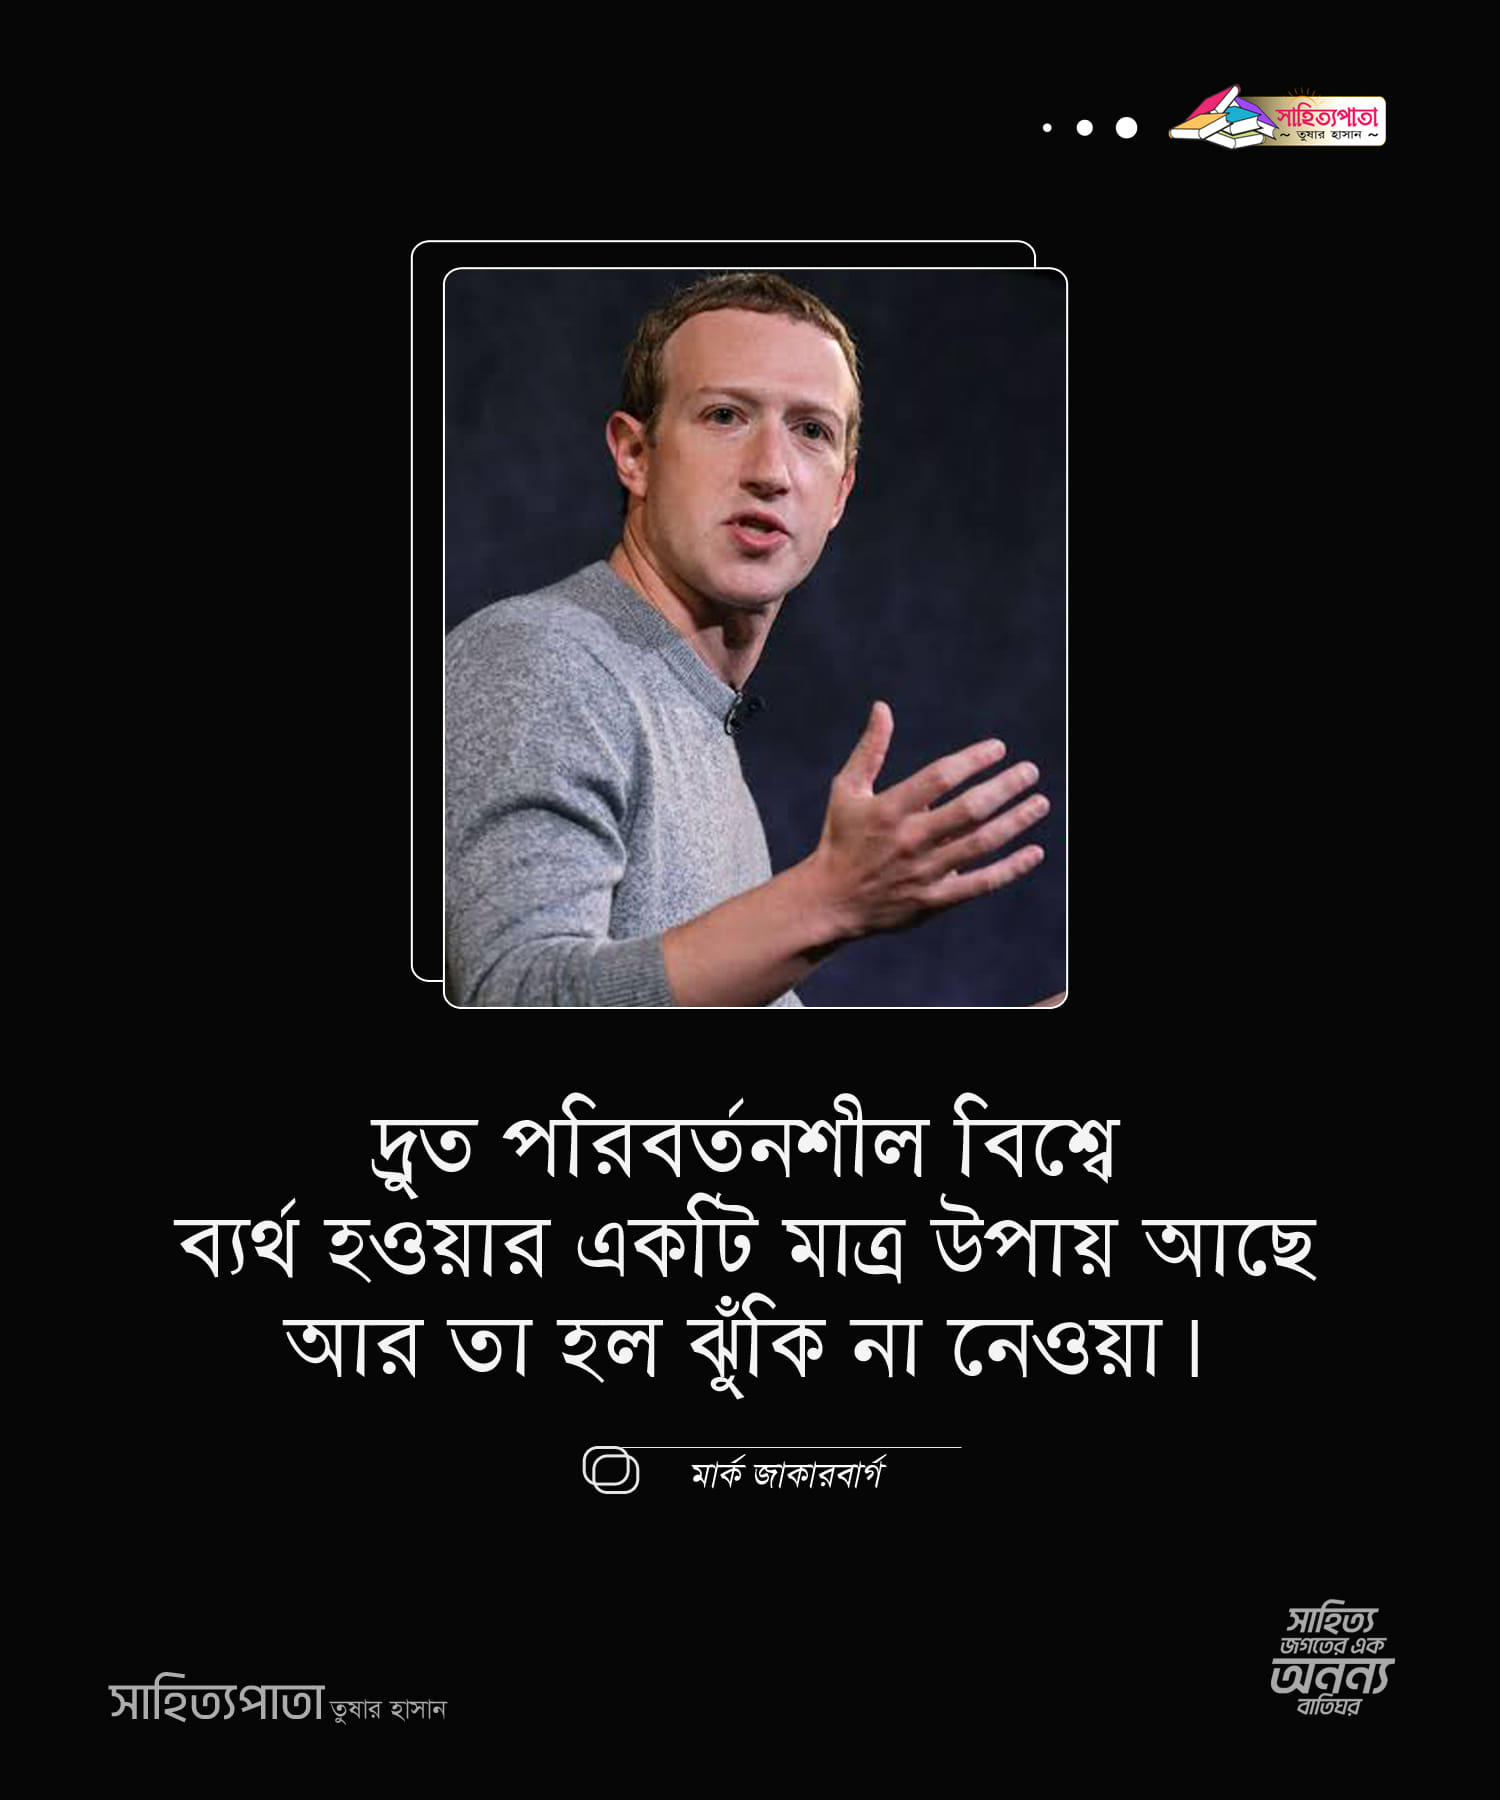 সাহিত্যপাতা
~ তুষার হাসান ~
দ্রুত পরিবর্তনশীল বিশ্বে
ব্যর্থ হওয়ার একটি মাত্র উপায় আছে
আর তা হল ঝুঁকি না নেওয়া।
মার্ক জাকারবার্গ
সাহিত্য
জগতের এক
অনন্য
বাতিঘর
সাহিত্যপাতা তুষার হাসান